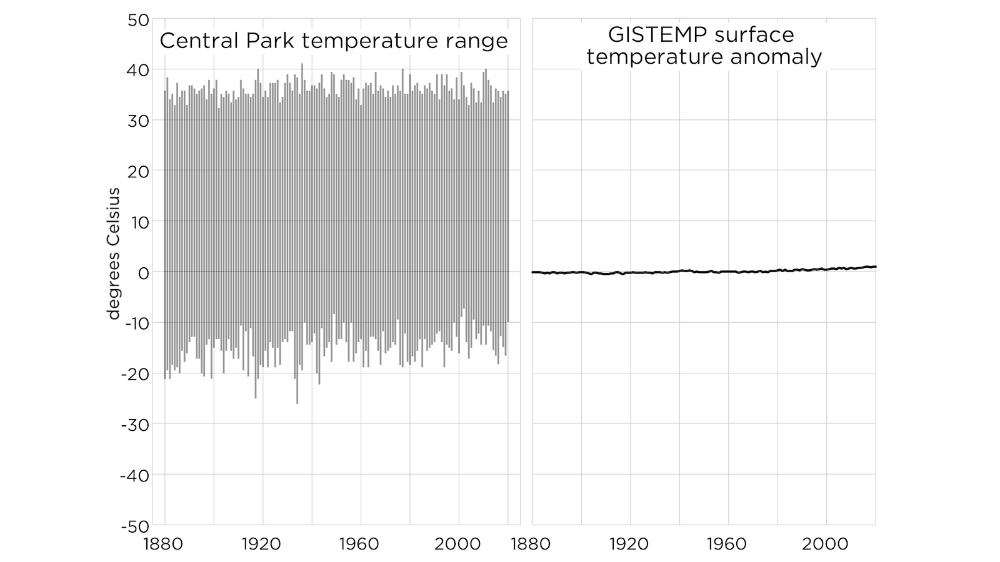 Central Park temperature range
GISTEMP surface
temperature anomaly
degrees Celsius
50
40
30
20
10
0
-10
-20
-30
-40
-50
1880 1920 1960 2000
1880 1920 1960 2000